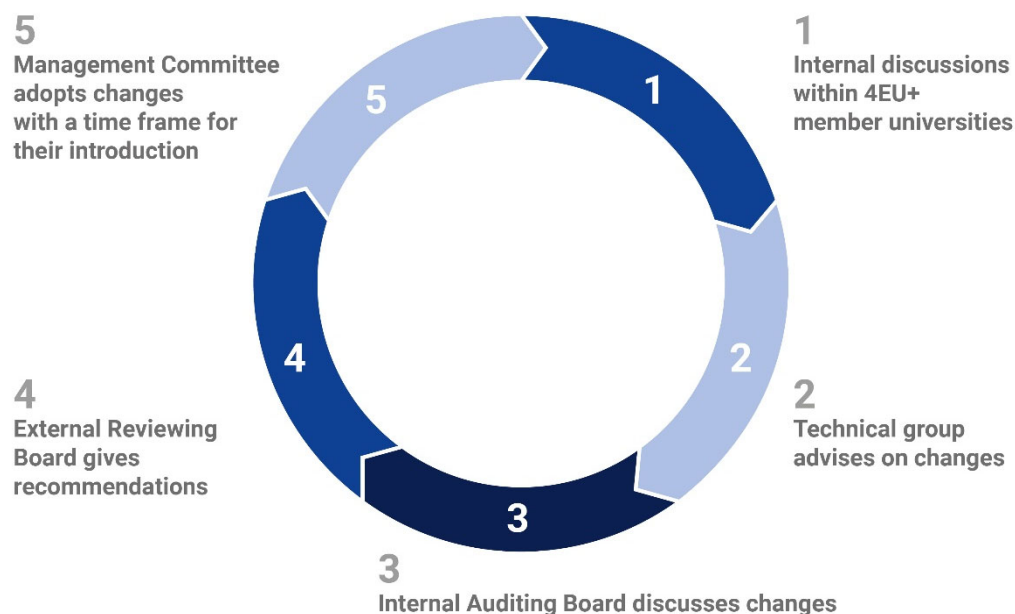 5
Management Committee
adopts changes
with a time frame for
their introduction
1
Internal discussions
within 4EU+
member universities
5
1
4
2
3
4
External Reviewing
Board gives
recommendations
2
Technical group
advises on changes
3
Internal Auditing Board discusses changes